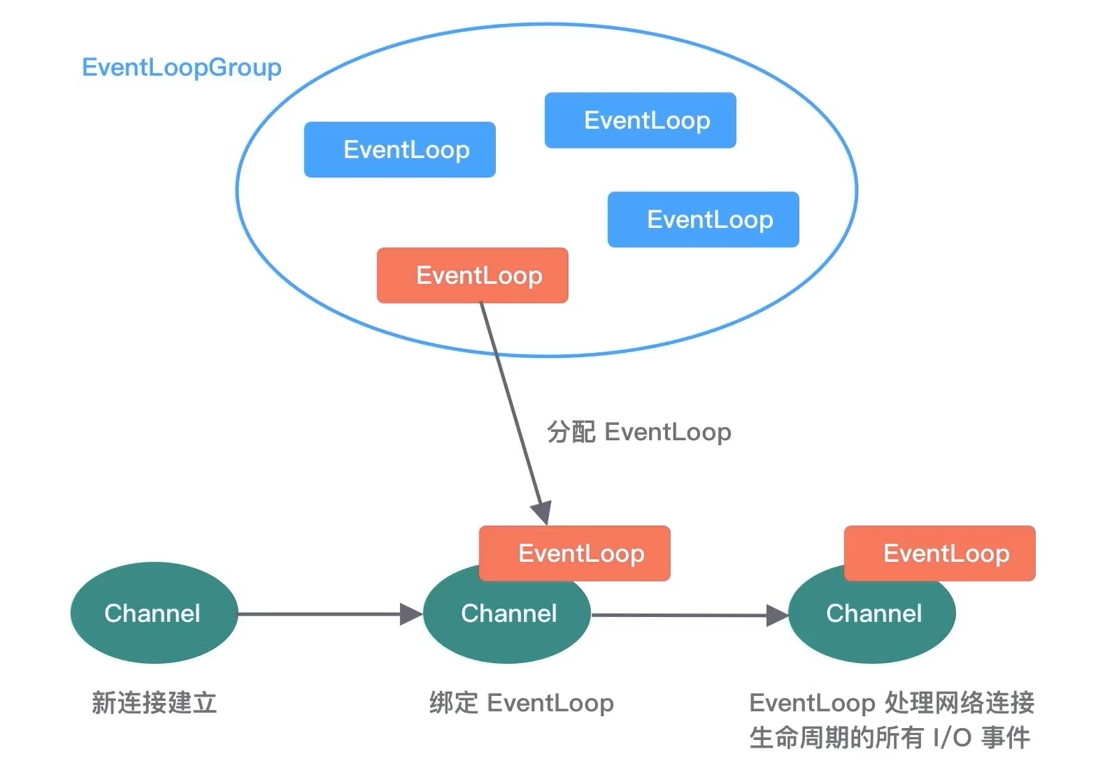 EventLoopGroup
EventLoop
EventLoop
EventLoop
EventLoop
分配 EventLoop
EventLoop
EventLoop
Channel
Channel
Channel
新连接建立
绑定 EventLoop
EventLoop 处理网络连接
生命周期的所有 I/O 事件